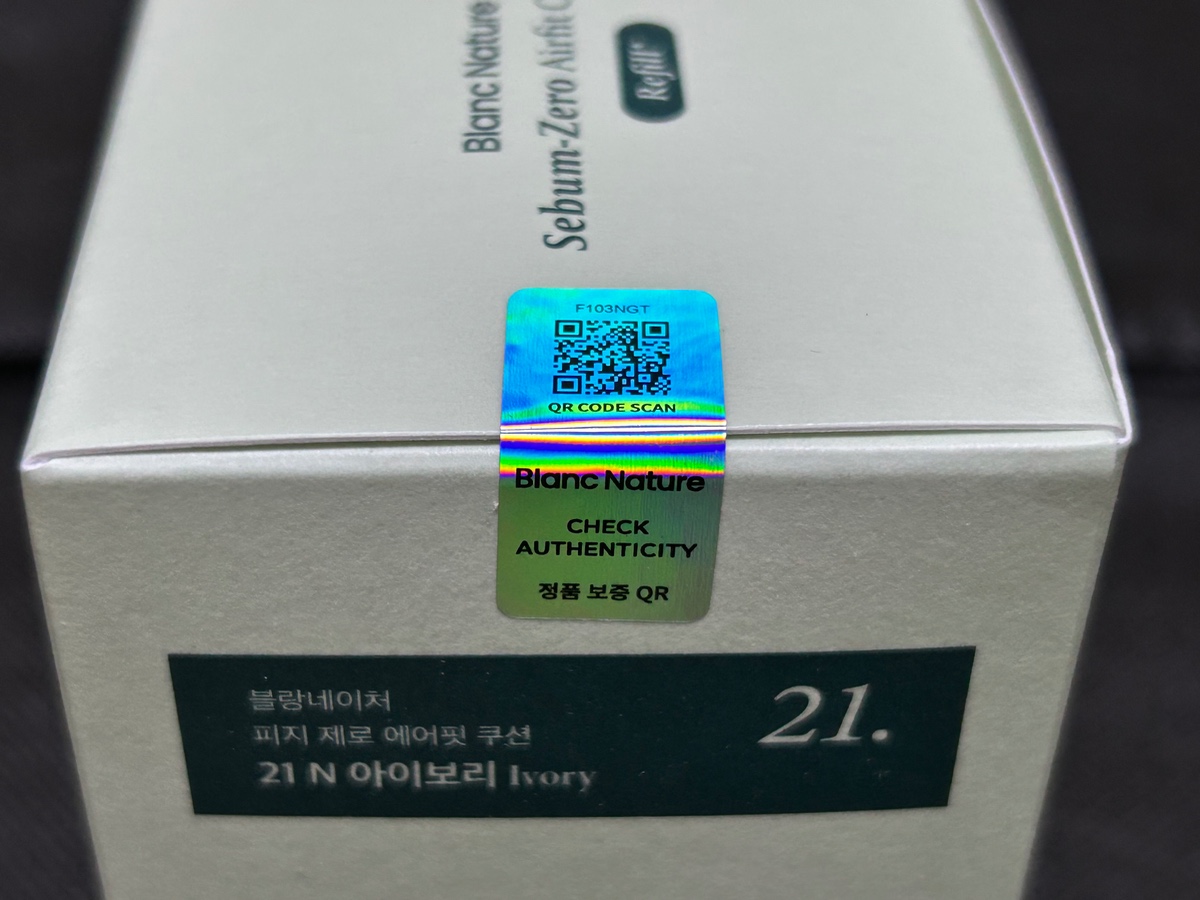 Blanc Nature
Sebum-Zero Airfit
Refill*
F103NGT
QR CODE SCAN
Blanc Nature
CHECK
AUTHENTICITY
정품 보증 QR
블랑네이처
피지 제로 에어핏 쿠션
21 N 아이보리 Ivory
21.